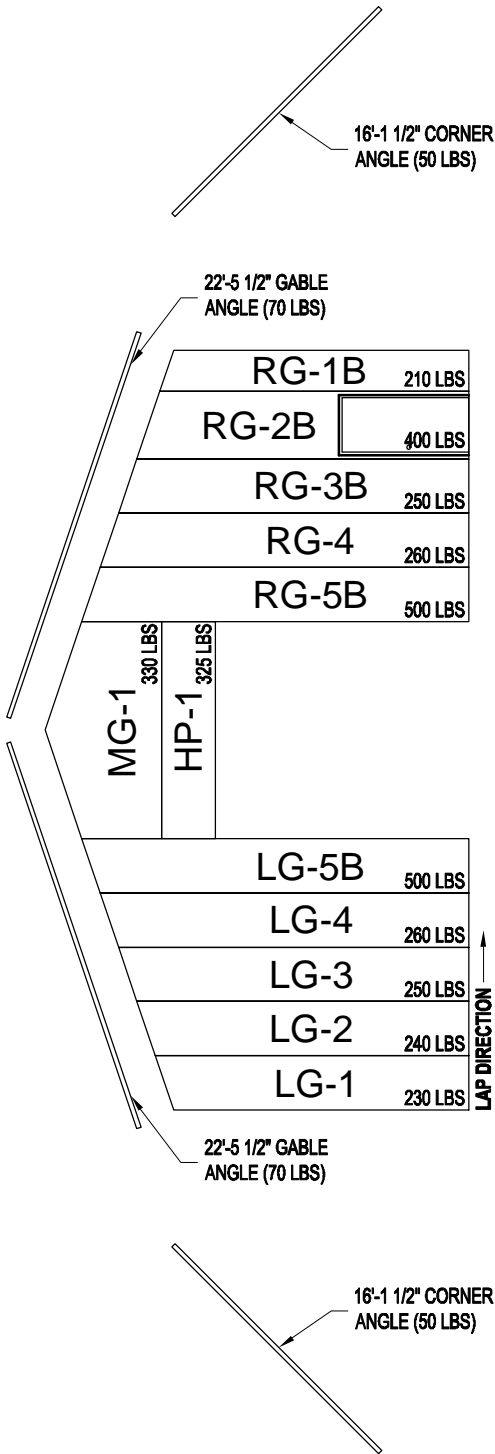 16'-1 1/2" CORNER
ANGLE (50 LBS)
22'-5 1/2" GABLE
ANGLE (70 LBS)
RG-1B 210 LBS
RG-2B 400 LBS
RG-3B 250 LBS
RG-4 260 LBS
RG-5B 500 LBS
MG-1 330 LBS
HP-1 325 LBS
LG-5B 500 LBS
LG-4 260 LBS
LG-3 250 LBS
LG-2 240 LBS
LG-1 230 LBS
LAP DIRECTION
22'-5 1/2" GABLE
ANGLE (70 LBS)
16'-1 1/2" CORNER
ANGLE (50 LBS)